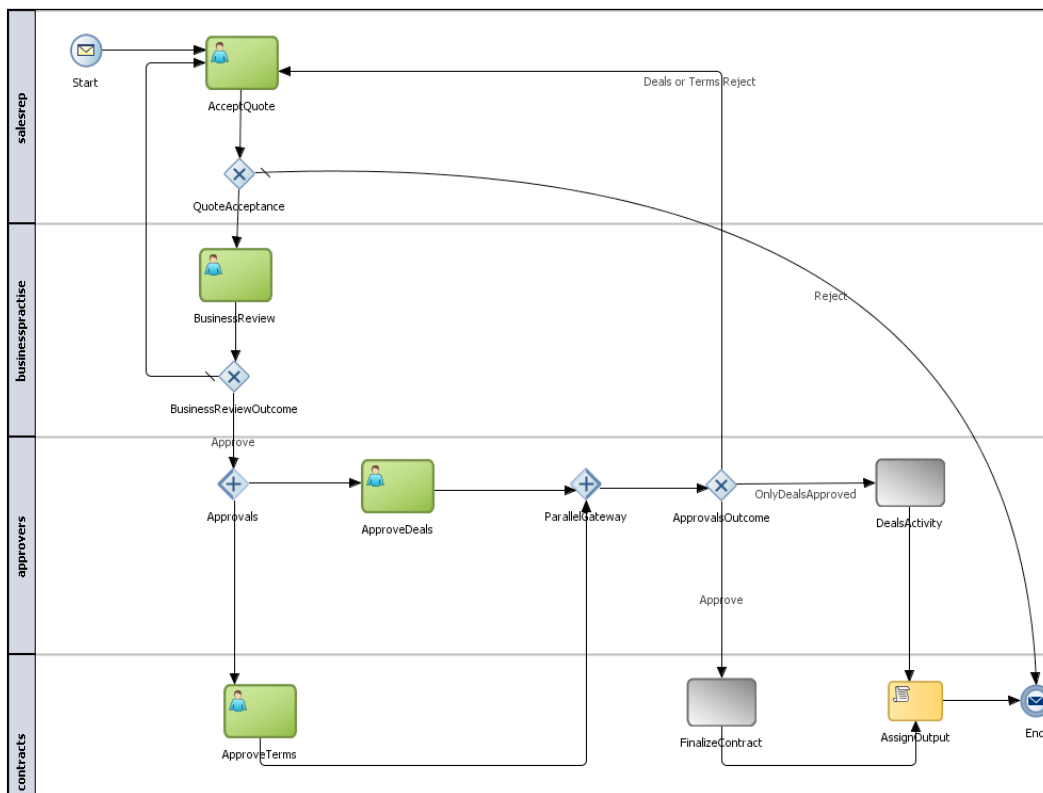 salesrep
Start
AcceptQuote
Deals or Terms Reject
QuoteAcceptance
businesspractise
BusinessReview
Reject
BusinessReviewOutcome
approvers
Approve
Approvals
ApproveDeals
ParallelGateway
ApprovalsOutcome
OnlyDealsApproved
DealsActivity
Approve
contracts
ApproveTerms
FinalizeContract
AssignOutput
End